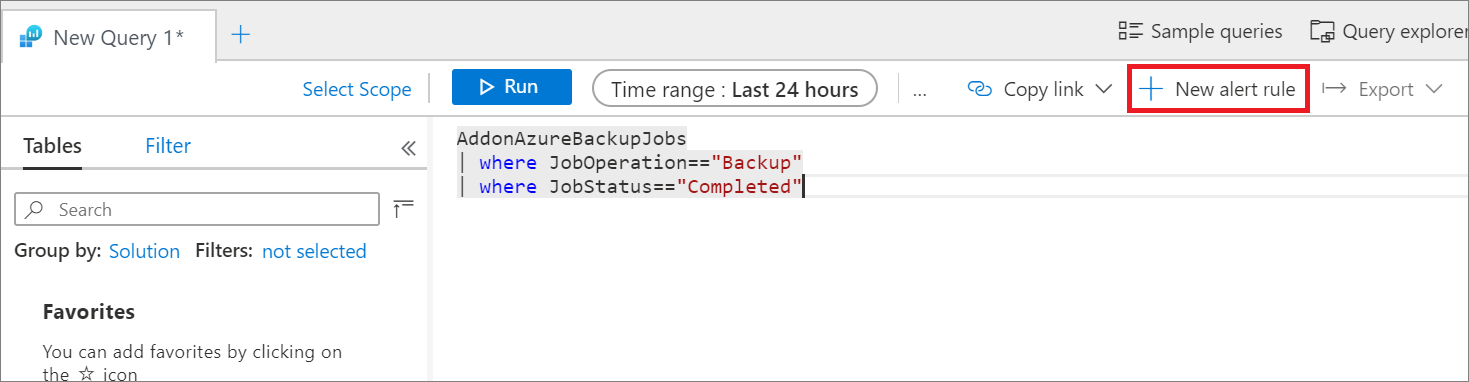 New Query 1*
Sample queries
Query explorer
Select Scope
Run
Time range : Last 24 hours
...
Copy link
New alert rule
Export
Tables
Filter
AddonAzureBackupJobs
| where JobOperation=="Backup"
| where JobStatus=="Completed"
Search
Group by: Solution Filters: not selected
Favorites
You can add favorites by clicking on
the ☆ icon